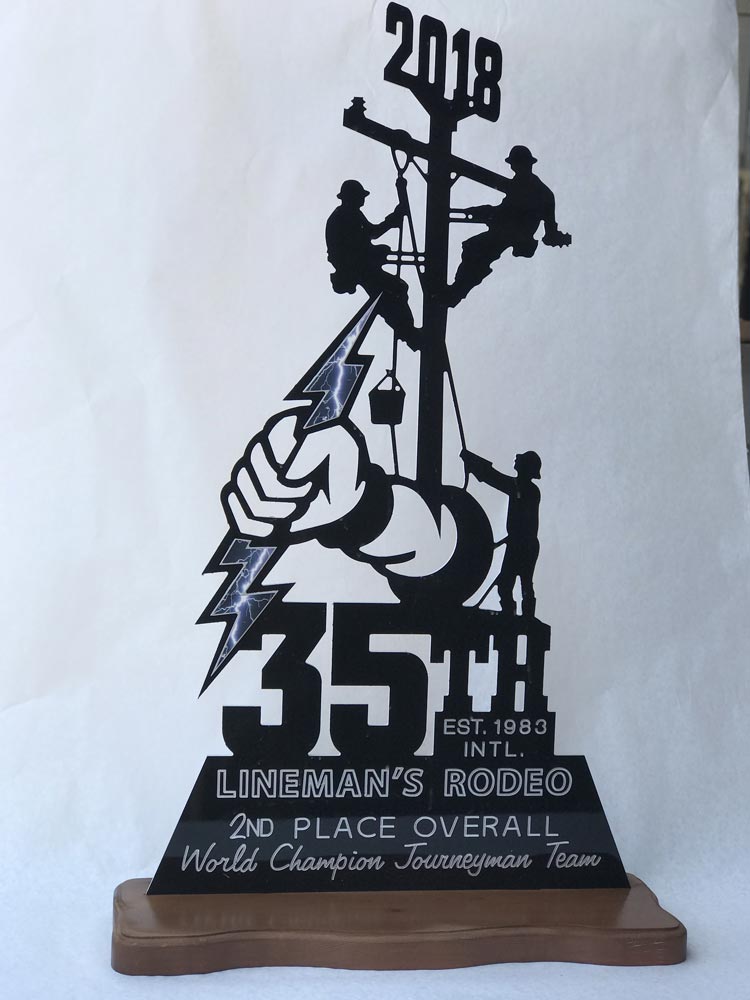 2018
35TH
EST. 1983
INTL.
LINEMAN'S RODEO
2ND PLACE OVERALL
World Champion Journeyman Team